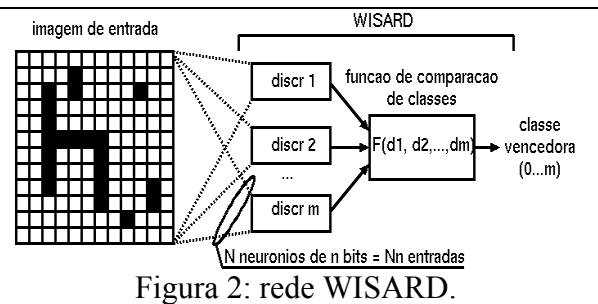 WISARD
imagem de entrada
discr 1
discr 2
...
discr m
funcao de comparacao
de classes
F(d1, d2,...,dm)
classe
vencedora
(0...m)
N neuronios de n bits = Nn entradas
Figura 2: rede WISARD.